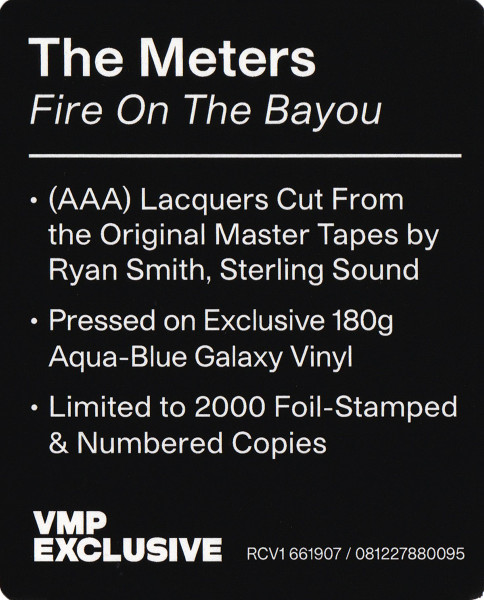 The Meters
Fire On The Bayou
• (AAA) Lacquers Cut From
the Original Master Tapes by
Ryan Smith, Sterling Sound
• Pressed on Exclusive 180g
Aqua-Blue Galaxy Vinyl
• Limited to 2000 Foil-Stamped
& Numbered Copies
VMP
EXCLUSIVE
RCV1 661907 / 081227880095